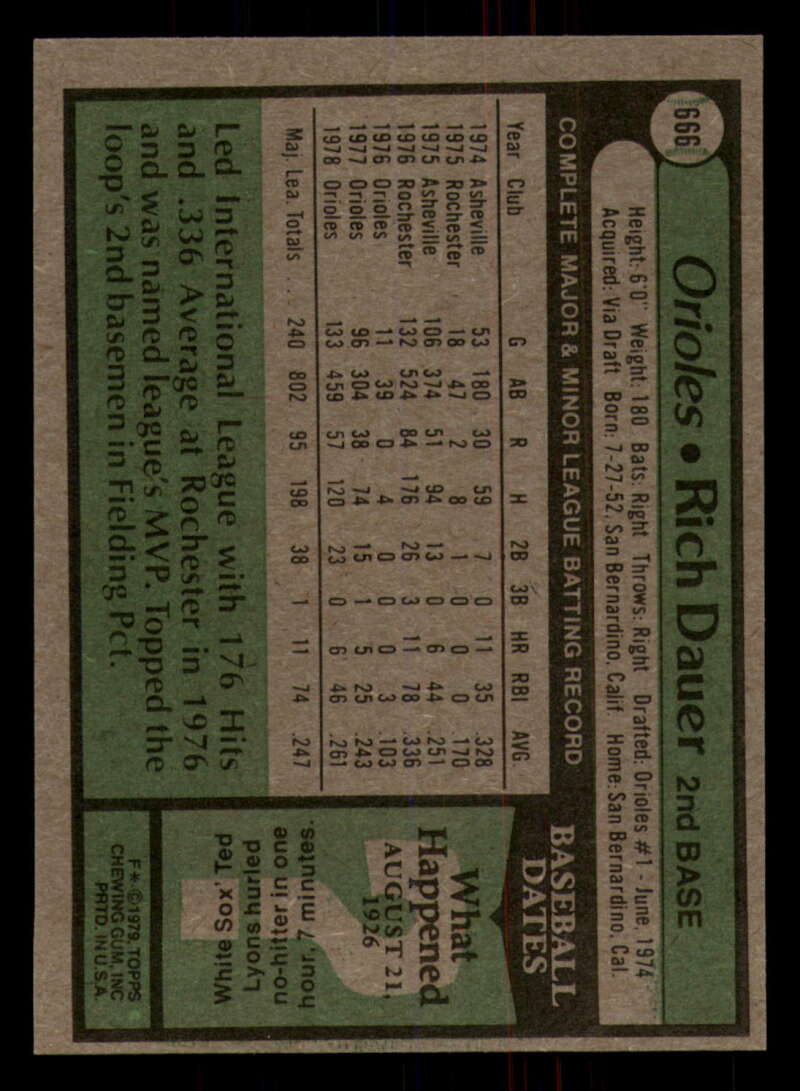 666
Orioles • Rich Dauer 2nd BASE
Height: 6'0" Weight: 180 Bats: Right Throws: Right Drafted: Orioles #1 - June, 1974
Acquired: Via Draft Born: 7-27-52, San Bernardino, Calif. Home: San Bernardino, Cal.
COMPLETE MAJOR & MINOR LEAGUE BATTING RECORD
Year Club G AB R H 2B 3B HR RBI AVG
1974 Asheville 53 180 30 59 7 0 11 35 .328
1975 Rochester 18 47 2 8 1 0 0 0 .170
1975 Asheville 106 374 51 94 13 0 6 44 .251
1976 Rochester 132 524 84 176 26 3 11 78 .336
1976 Orioles 11 39 0 4 0 0 0 3 .103
1977 Orioles 96 304 38 74 15 1 5 25 .243
1978 Orioles 133 459 57 120 23 0 6 46 .261
Maj. Lea. Totals . . . 240 802 95 198 38 1 11 74 .247
Led International League with 176 Hits
and .336 Average at Rochester in 1976
and was named league's MVP. Topped the
loop's 2nd basemen in Fielding Pct.
BASEBALL
DATES
What
Happened
AUGUST 21,
1926
?
White Sox' Ted
Lyons hurled
no-hitter in one
hour, 7 minutes.
F* ©1979, TOPPS
CHEWING GUM, INC
PRTD. IN U.S.A.